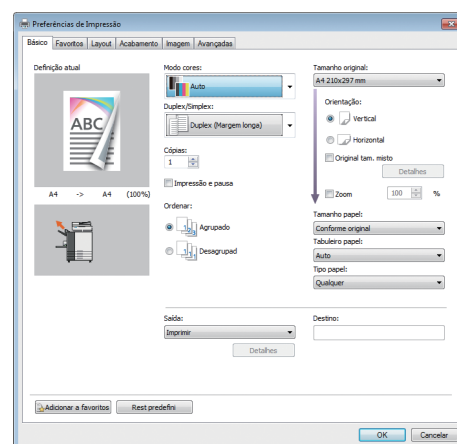 Preferências de Impressão
Básico Favoritos Layout Acabamento Imagem Avançadas
Definição atual
ABC
A4 -> A4 (100%)
Modo cores:
Auto
Duplex/Simplex:
Duplex (Margem longa)
Cópias:
1
Impressão e pausa
Ordenar:
Agrupado
Desagrupad
Tamanho original:
A4 210x297 mm
Orientação:
Vertical
Horizontal
Original tam. misto
Detalhes
Zoom 100 %
Tamanho papel:
Conforme original
Tabuleiro papel:
Auto
Tipo papel:
Qualquer
Saída:
Imprimir
Detalhes
Destino:
Adicionar a favoritos Rest predefini
OK Cancelar